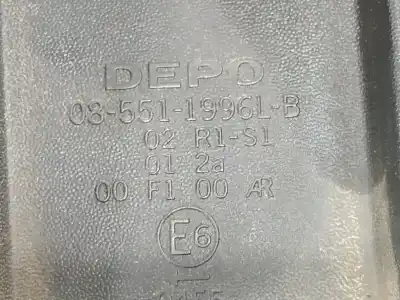 DEPO
08-551-1996L-B
02 R1-S1
01 2a
00 F1 00 AR
E6